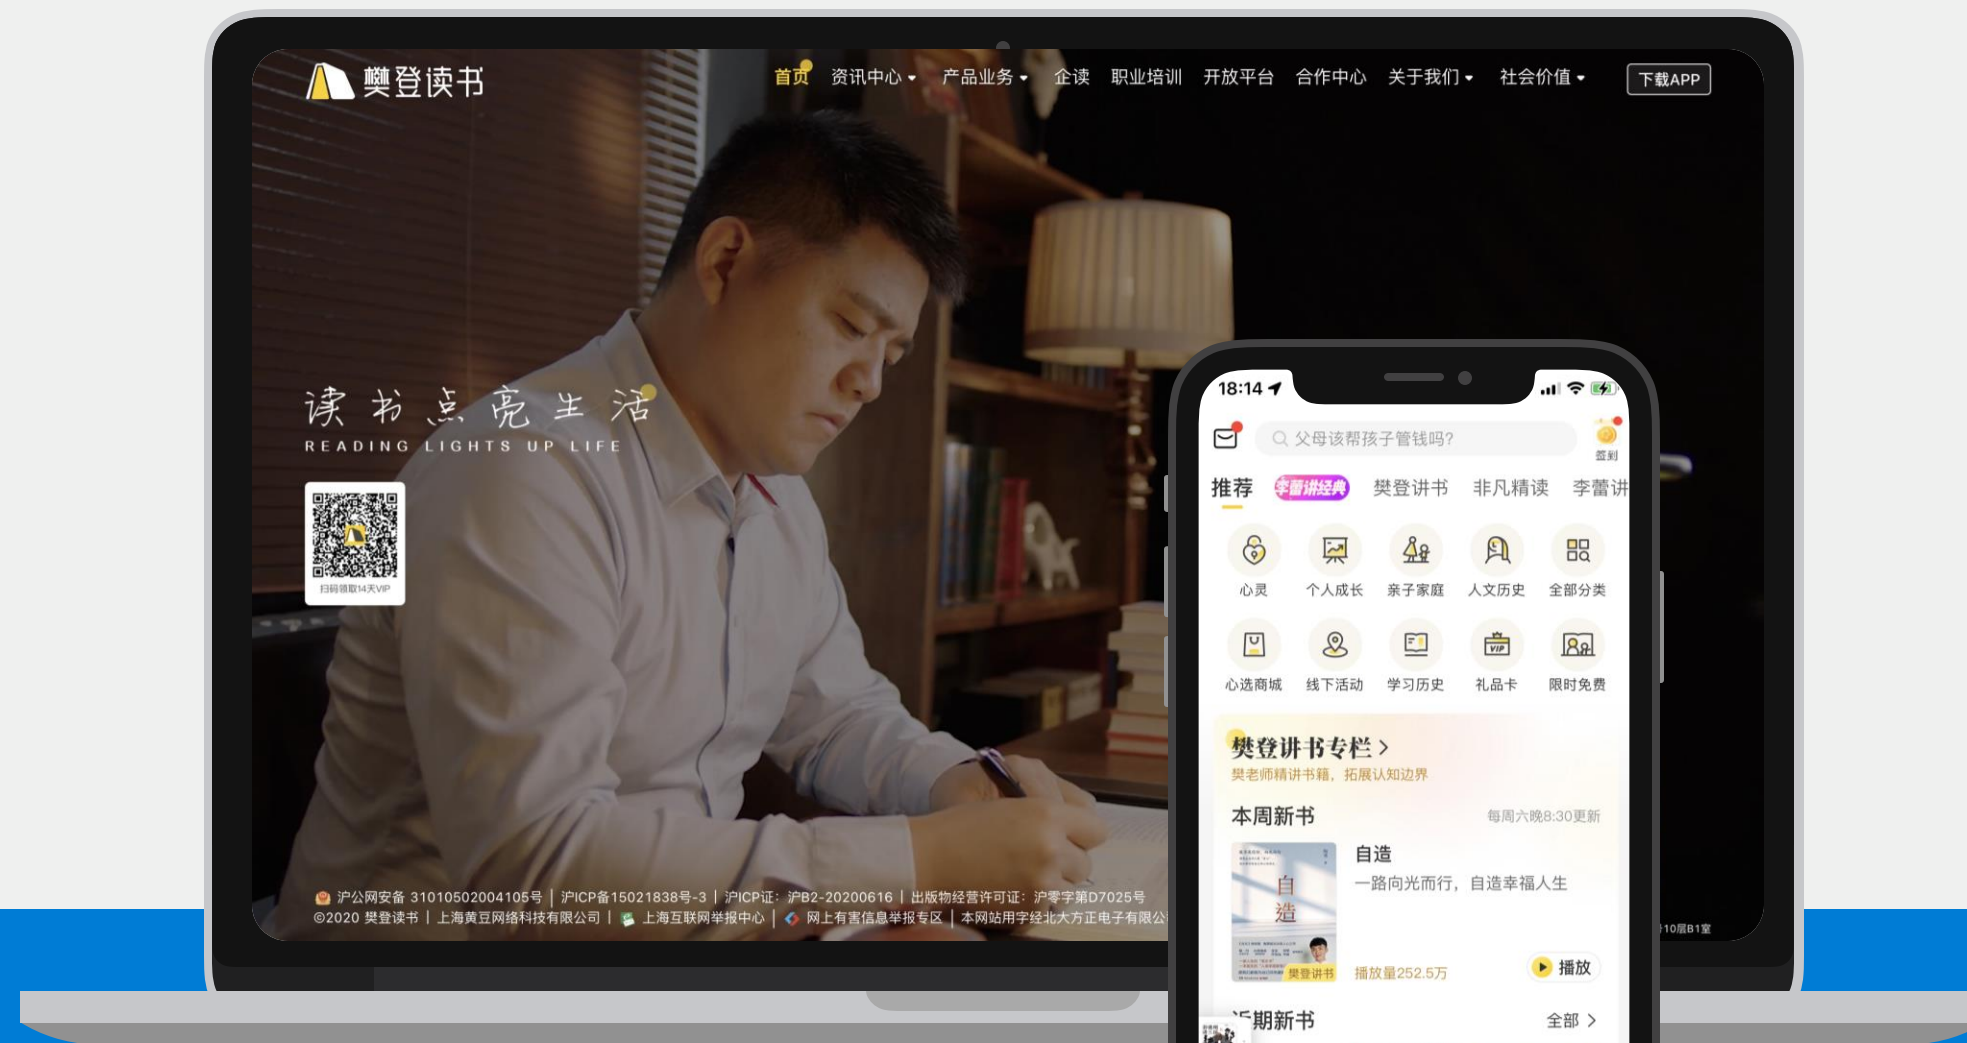 樊登读书
首页 资讯中心 产品业务 企读 职业培训 开放平台 合作中心 关于我们 社会价值 下载APP
读书点亮生活
READING LIGHTS UP LIFE
扫码领取14天VIP
沪公网安备 31010502004105号 | 沪ICP备15021838号-3 | 沪ICP证：沪B2-20200616 | 出版物经营许可证：沪零字第D7025号
©2020 樊登读书 | 上海黄豆网络科技有限公司 | 上海互联网举报中心 | 网上有害信息举报专区 | 本网站用字经北大方正电子有限公
10层B1室
18:14
父母该帮孩子管钱吗?
签到
推荐 李蕾讲经典 樊登讲书 非凡精读 李蕾讲
心灵 个人成长 亲子家庭 人文历史 全部分类
VIP
心选商城 线下活动 学习历史 礼品卡 限时免费
樊登讲书专栏
樊老师精讲书籍，拓展认知边界
本周新书 每周六晚8:30更新
自造
自造
一路向光而行，自造幸福人生
樊登讲书
播放量252.5万 播放
近期新书 全部